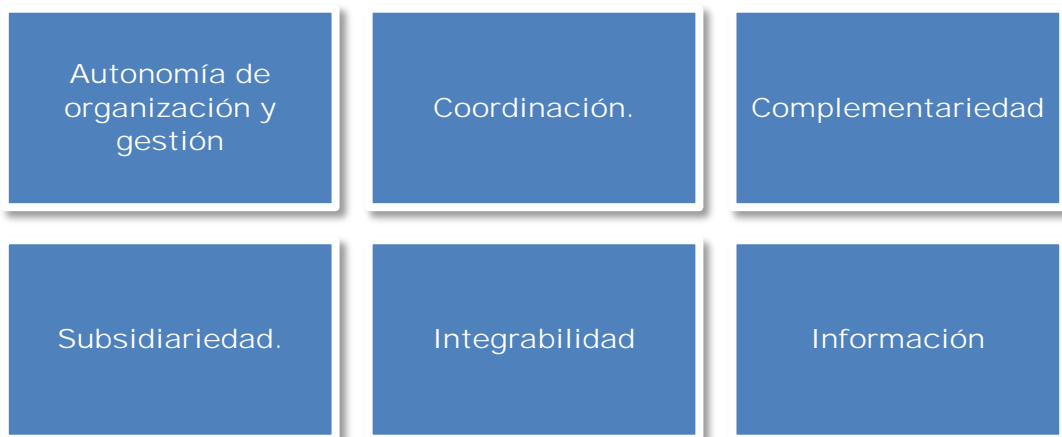 Autonomía de
organización y
gestión
Coordinación.
Complementariedad
Subsidiariedad.
Integrabilidad
Información